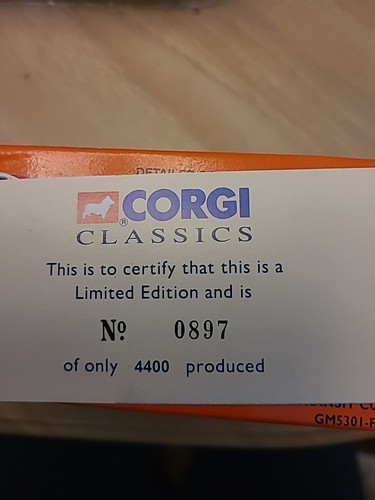 CORGI
®
CLASSICS
This is to certify that this is a
Limited Edition and is
Nº 0897
of only 4400 produced
GM5301-F